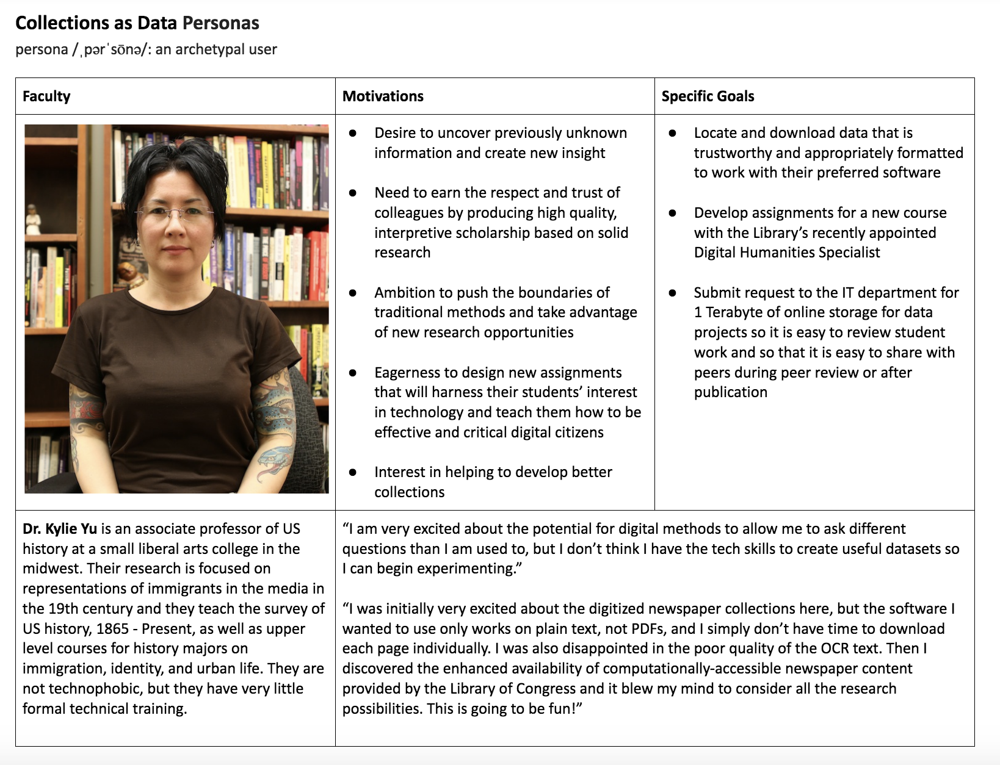 Collections as Data Personas
persona /ˌpərˈsōnə/: an archetypal user
Faculty
Motivations
Specific Goals
● Desire to uncover previously unknown
information and create new insight
● Need to earn the respect and trust of
colleagues by producing high quality,
interpretive scholarship based on solid
research
● Ambition to push the boundaries of
traditional methods and take advantage
of new research opportunities
● Eagerness to design new assignments
that will harness their students’ interest
in technology and teach them how to be
effective and critical digital citizens
● Interest in helping to develop better
collections
● Locate and download data that is
trustworthy and appropriately formatted
to work with their preferred software
● Develop assignments for a new course
with the Library’s recently appointed
Digital Humanities Specialist
● Submit request to the IT department for
1 Terabyte of online storage for data
projects so it is easy to review student
work and so that it is easy to share with
peers during peer review or after
publication
Dr. Kylie Yu is an associate professor of US
history at a small liberal arts college in the
midwest. Their research is focused on
representations of immigrants in the media in
the 19th century and they teach the survey of
US history, 1865 - Present, as well as upper
level courses for history majors on
immigration, identity, and urban life. They are
not technophobic, but they have very little
formal technical training.
“I am very excited about the potential for digital methods to allow me to ask different
questions than I am used to, but I don’t think I have the tech skills to create useful datasets so
I can begin experimenting.”
“I was initially very excited about the digitized newspaper collections here, but the software I
wanted to use only works on plain text, not PDFs, and I simply don’t have time to download
each page individually. I was also disappointed in the poor quality of the OCR text. Then I
discovered the enhanced availability of computationally-accessible newspaper content
provided by the Library of Congress and it blew my mind to consider all the research
possibilities. This is going to be fun!”